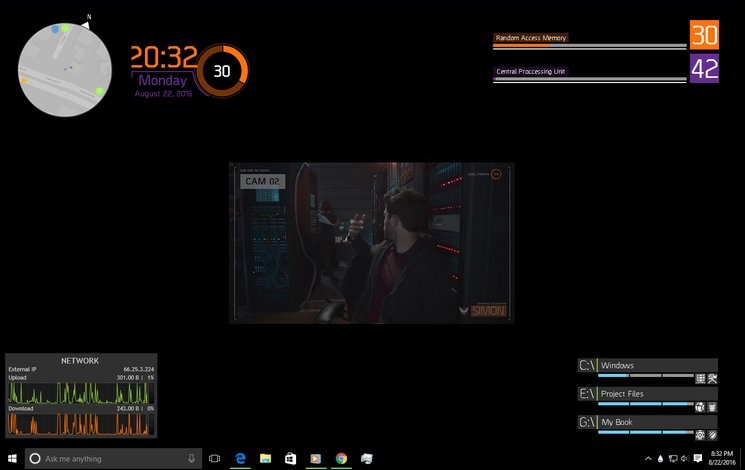 N
20:32
30
Monday
August 22, 2016
Random Access Memory
30
Central Proccessing Unit
42
CAM 02
SIMON
NETWORK
External IP 66.25.3.224
Upload 301.00 B | 1%
Download 243.00 B | 0%
C:\ Windows
E:\ Project Files
G:\ My Book
Ask me anything
8:32 PM
8/22/2016